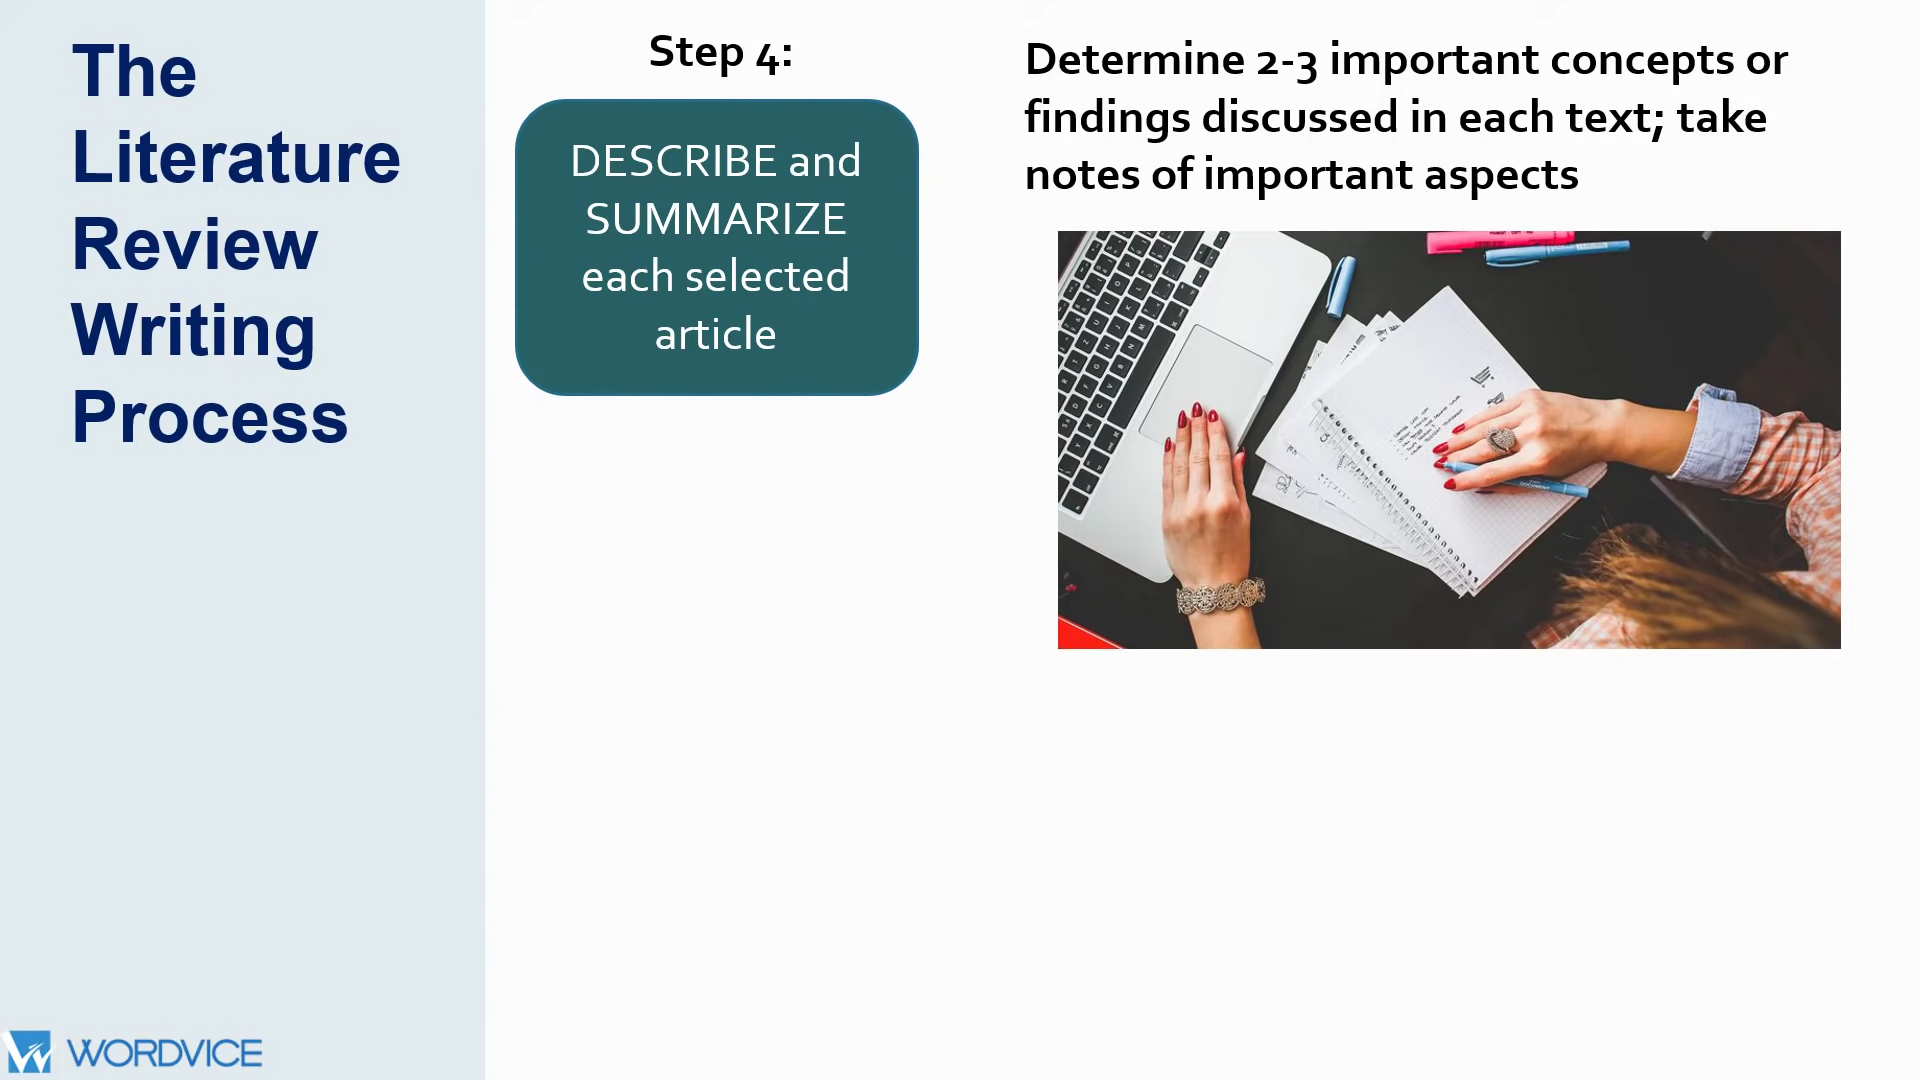 The
Literature
Review
Writing
Process
Step 4:
DESCRIBE and
SUMMARIZE
each selected
article
Determine 2-3 important concepts or
findings discussed in each text; take
notes of important aspects
WORDVICE